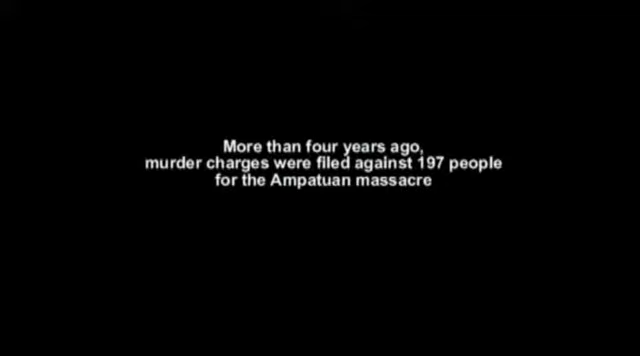 More than four years ago,
murder charges were filed against 197 people
for the Ampatuan massacre